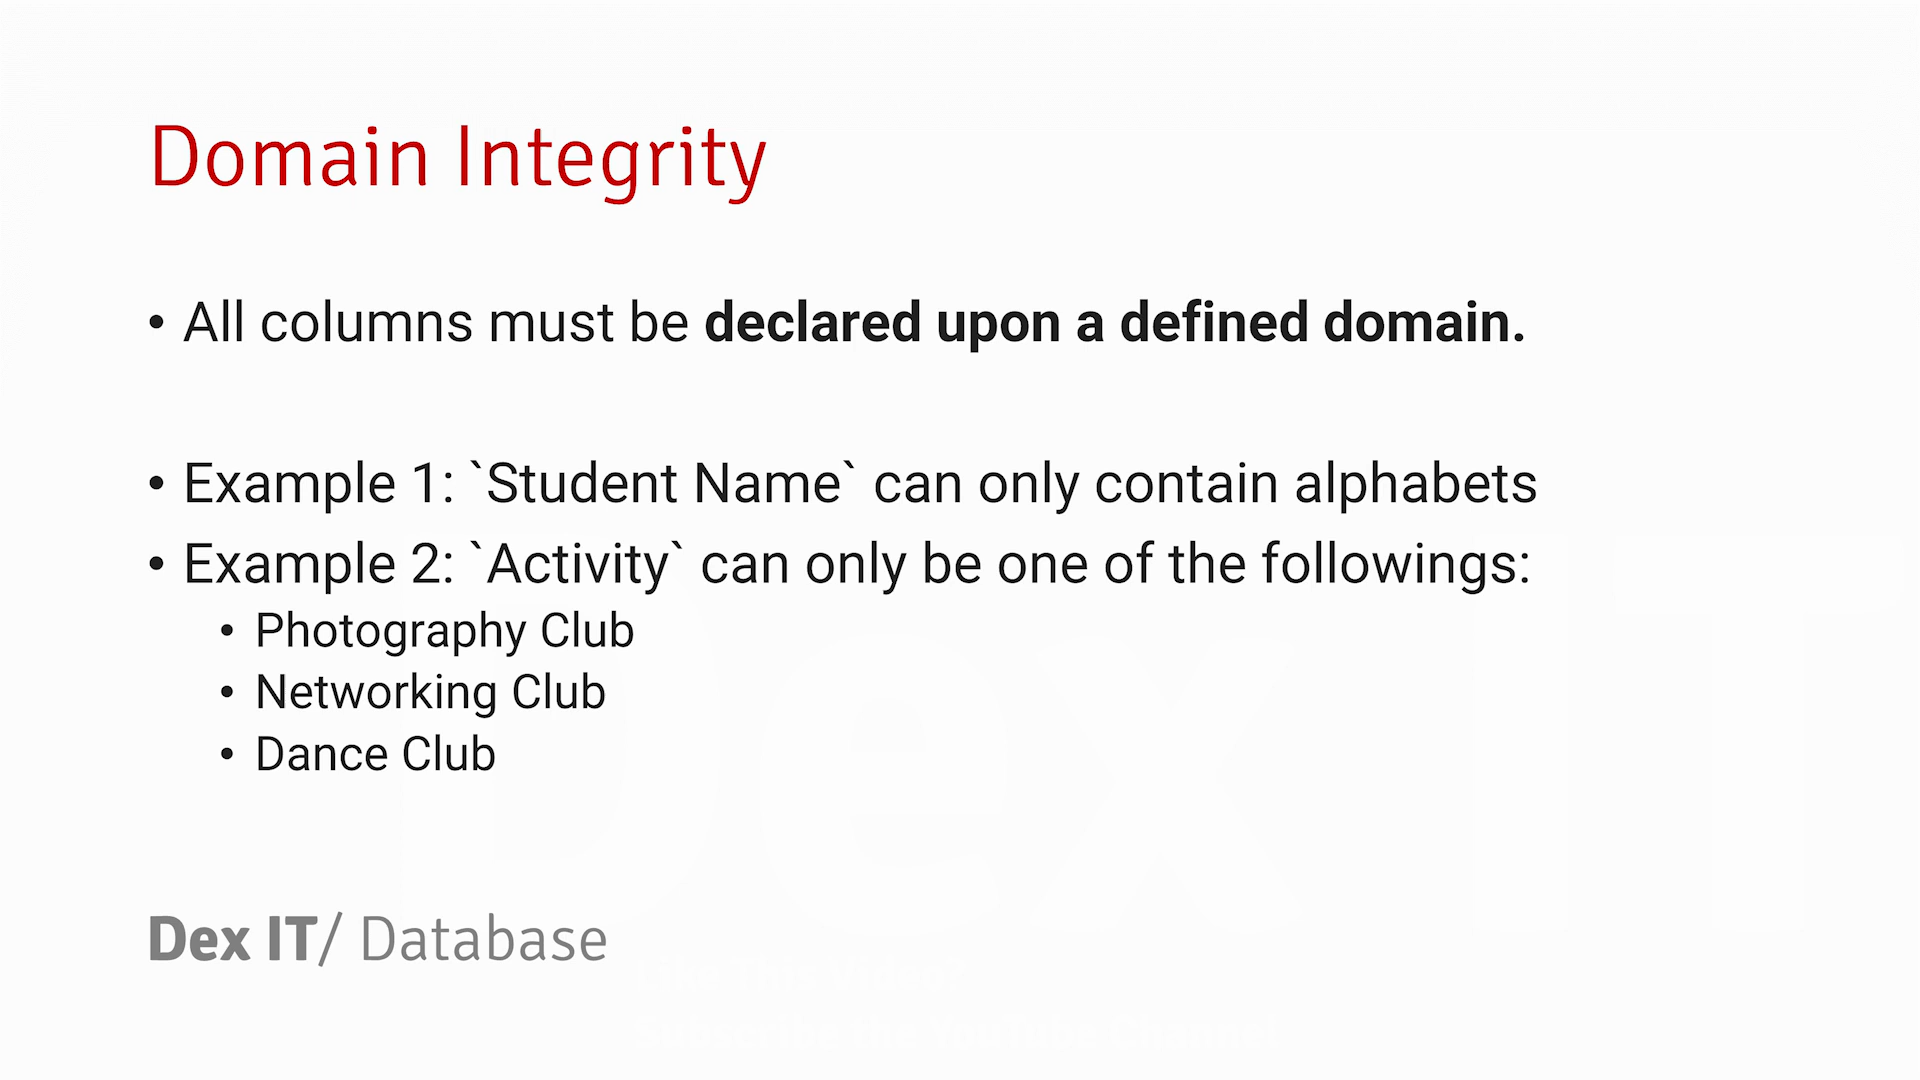 Domain Integrity
• All columns must be declared upon a defined domain.
• Example 1: `Student Name` can only contain alphabets
• Example 2: `Activity` can only be one of the followings:
• Photography Club
• Networking Club
• Dance Club
Dex IT/ Database